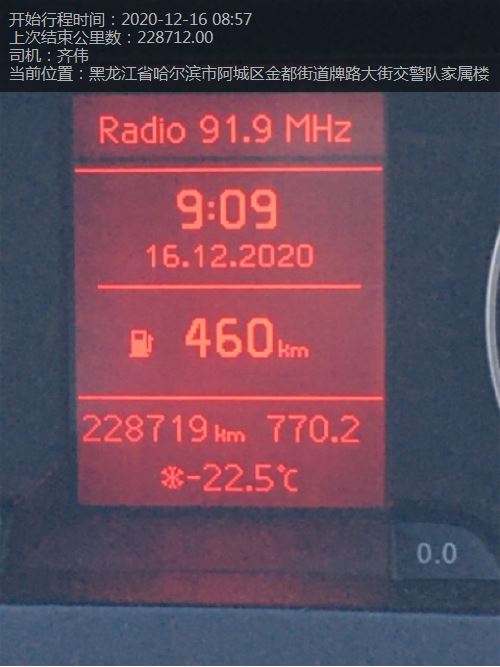 开始行程时间：2020-12-16 08:57
上次结束公里数：228712.00
司机：齐伟
当前位置：黑龙江省哈尔滨市阿城区金都街道牌路大街交警队家属楼
Radio 91.9 MHz
9:09
16.12.2020
460km
228719km 770.2
-22.5℃
0.0